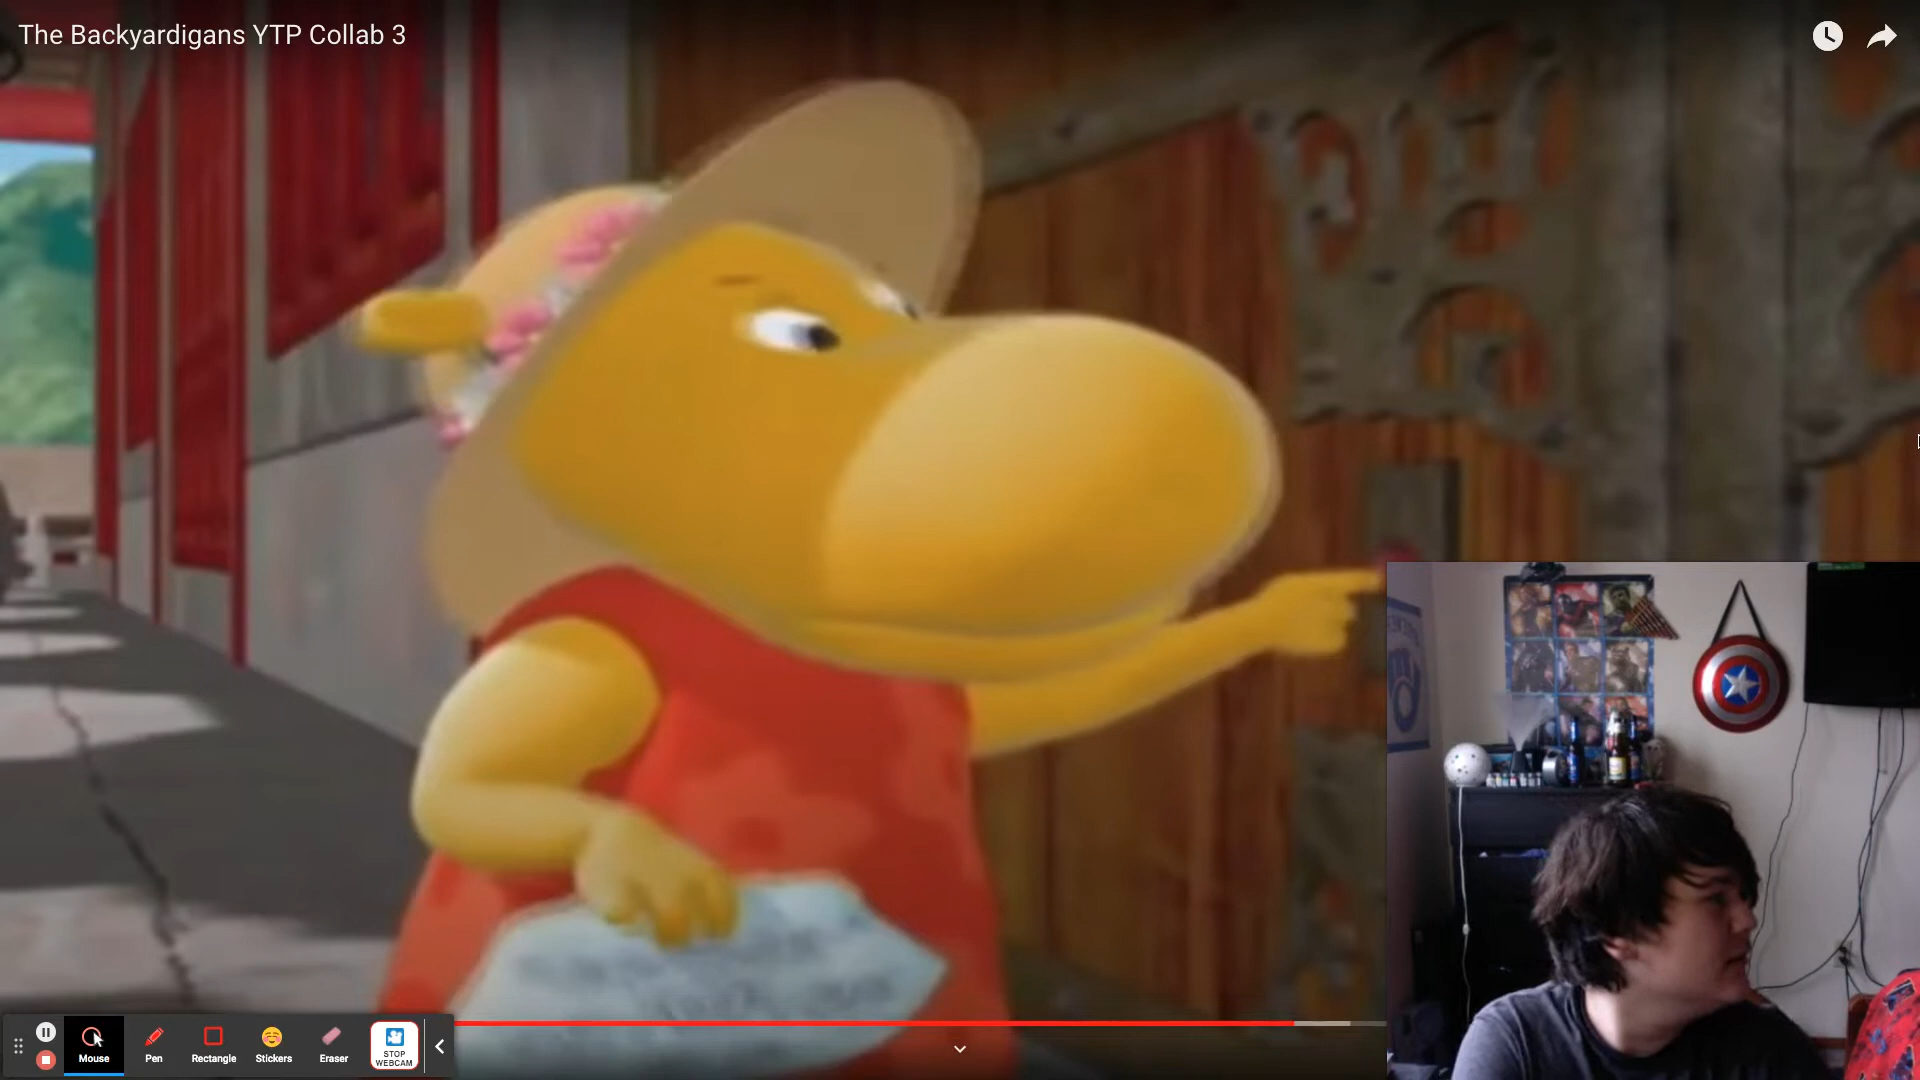 The Backyardigans YTP Collab 3
Mouse
Pen
Rectangle
Stickers
Eraser
STOP
WEBCAM